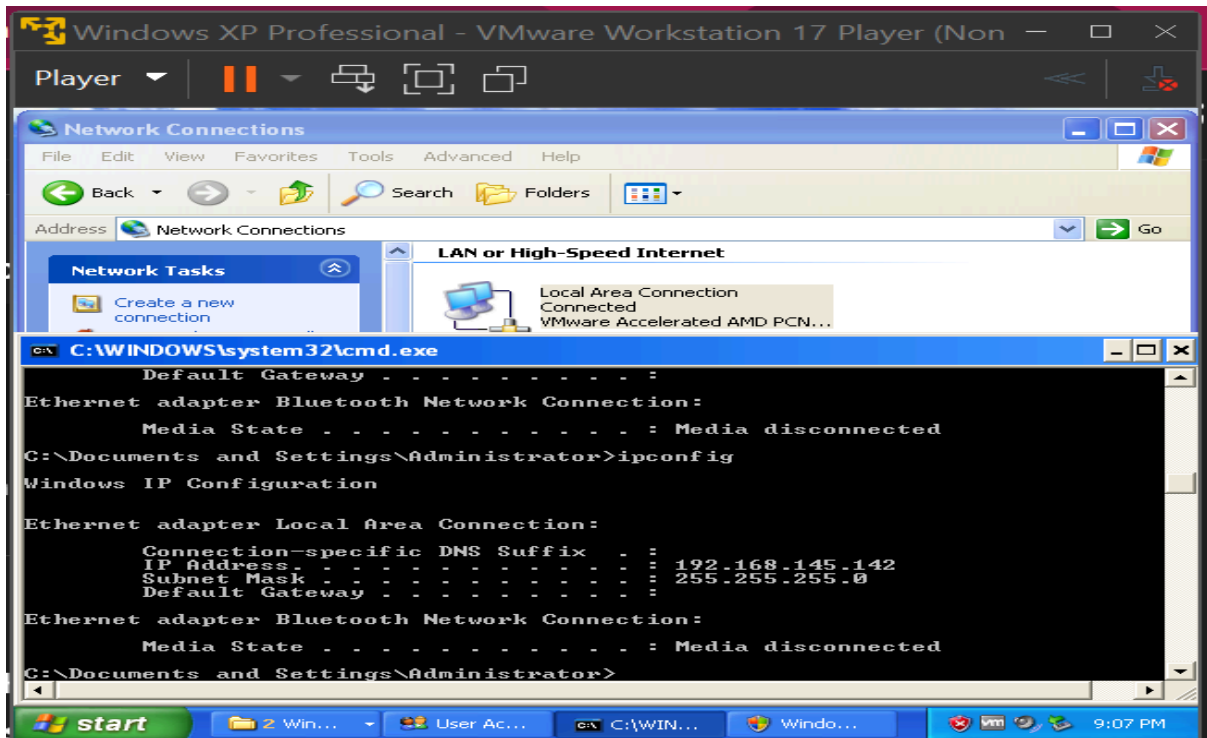 Windows XP Professional - VMware Workstation 17 Player (Non
Player
Network Connections
File Edit View Favorites Tools Advanced Help
Back Search Folders
Address Network Connections Go
LAN or High-Speed Internet
Network Tasks
Local Area Connection
Create a new
Connected
connection
VMware Accelerated AMD PCN...
C:\WINDOWS\system32\cmd.exe
Default Gateway . . . . . . . . . :
Ethernet adapter Bluetooth Network Connection:
Media State . . . . . . . . . . . : Media disconnected
C:\Documents and Settings\Administrator>ipconfig
Windows IP Configuration
Ethernet adapter Local Area Connection:
Connection-specific DNS Suffix  . :
IP Address. . . . . . . . . . . . : 192.168.145.142
Subnet Mask . . . . . . . . . . . : 255.255.255.0
Default Gateway . . . . . . . . . :
Ethernet adapter Bluetooth Network Connection:
Media State . . . . . . . . . . . : Media disconnected
C:\Documents and Settings\Administrator>
start 2 Win... User Ac... C:\WIN... Windo... vm 9:07 PM